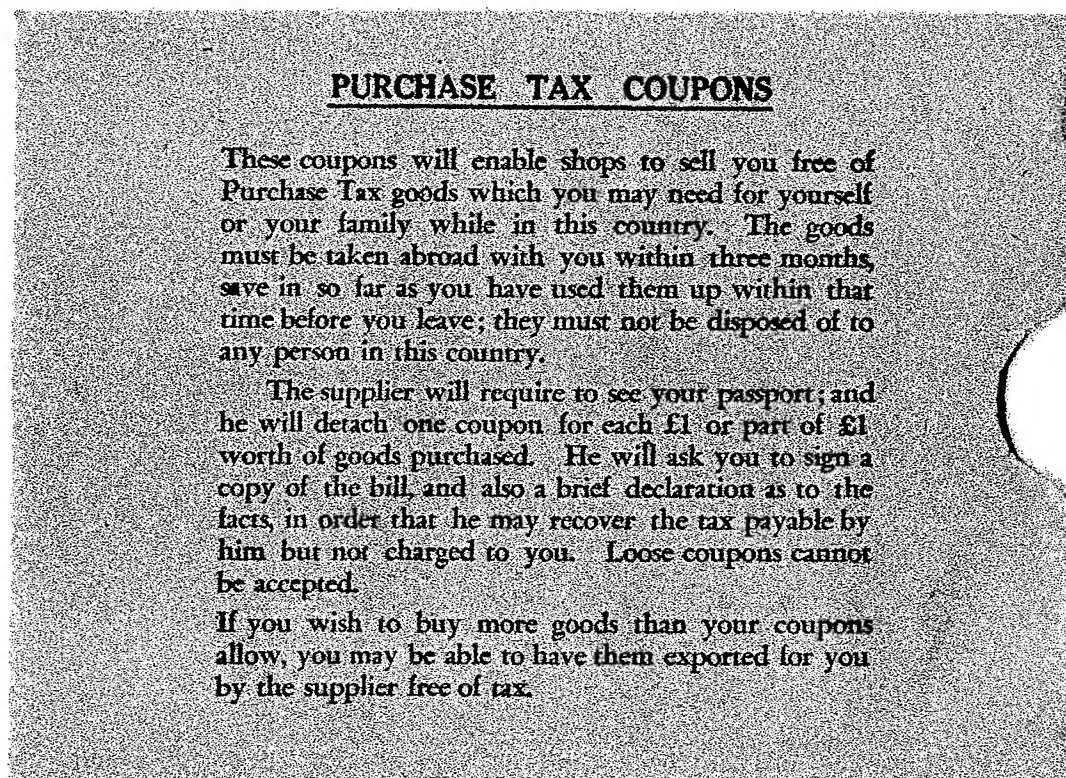 PURCHASE TAX COUPONS
These coupons will enable shops to sell you free of
Purchase Tax goods which you may need for yourself
or your family while in this country. The goods
must be taken abroad with you within three months,
save in so far as you have used them up within that
time before you leave; they must not be disposed of to
any person in this country.
The supplier will require to see your passport; and
he will detach one coupon for each £1 or part of £1
worth of goods purchased. He will ask you to sign a
copy of the bill, and also a brief declaration as to the
facts, in order that he may recover the tax payable by
him but not charged to you. Loose coupons cannot
be accepted.
If you wish to buy more goods than your coupons
allow, you may be able to have them exported for you
by the supplier free of tax.